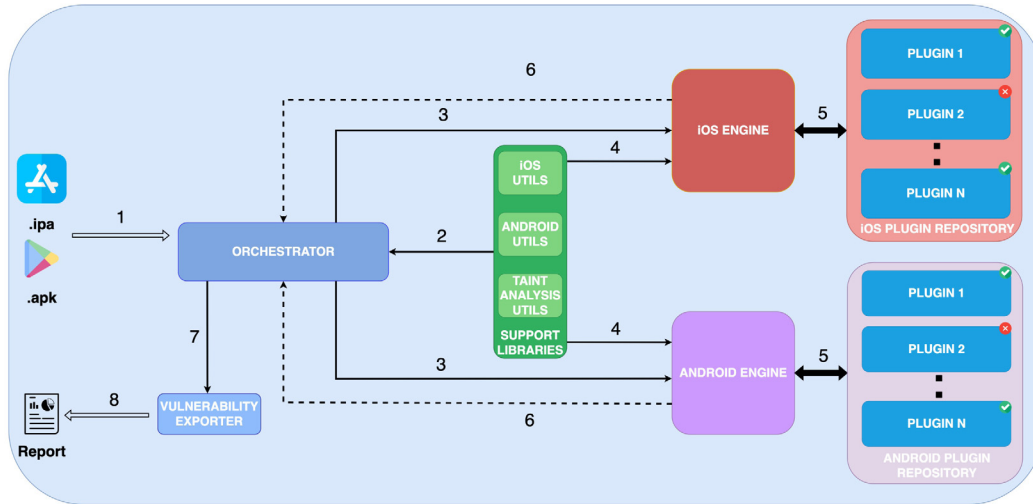 .ipa
.apk
1
ORCHESTRATOR
2
3
3
4
4
5
5
6
6
7
8
iOS
UTILS
ANDROID
UTILS
TAINT
ANALYSIS
UTILS
SUPPORT
LIBRARIES
iOS ENGINE
ANDROID ENGINE
PLUGIN 1
PLUGIN 2
PLUGIN N
iOS PLUGIN REPOSITORY
PLUGIN 1
PLUGIN 2
PLUGIN N
ANDROID PLUGIN
REPOSITORY
VULNERABILITY
EXPORTER
Report